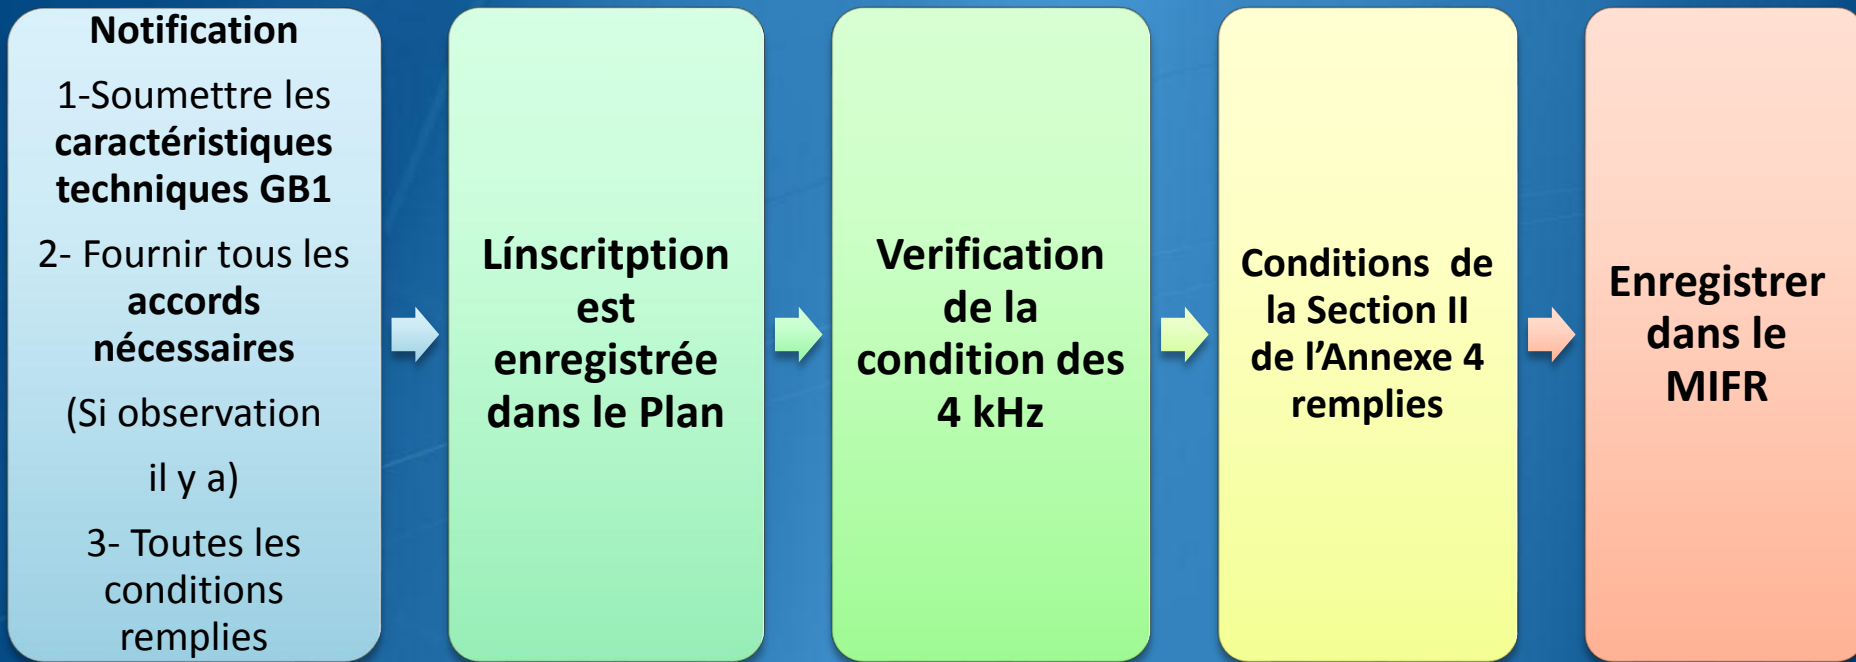 Notification
1-Soumettre les
caractéristiques
techniques GB1
2- Fournir tous les
accords
nécessaires
(Si observation
il y a)
3- Toutes les
conditions
remplies
Línscritption
est
enregistrée
dans le Plan
Verification
de la
condition des
4 kHz
Conditions de
la Section II
de l’Annexe 4
remplies
Enregistrer
dans le
MIFR